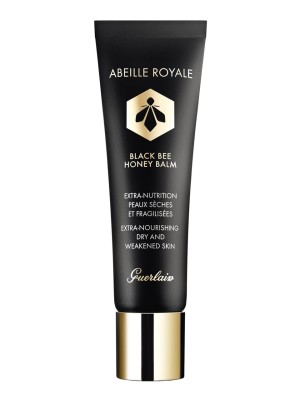 ABEILLE ROYALE
BLACK BEE
HONEY BALM
EXTRA-NUTRITION
PEAUX SÈCHES
ET FRAGILISÉES
EXTRA-NOURISHING
DRY AND
WEAKENED SKIN
Guerlain